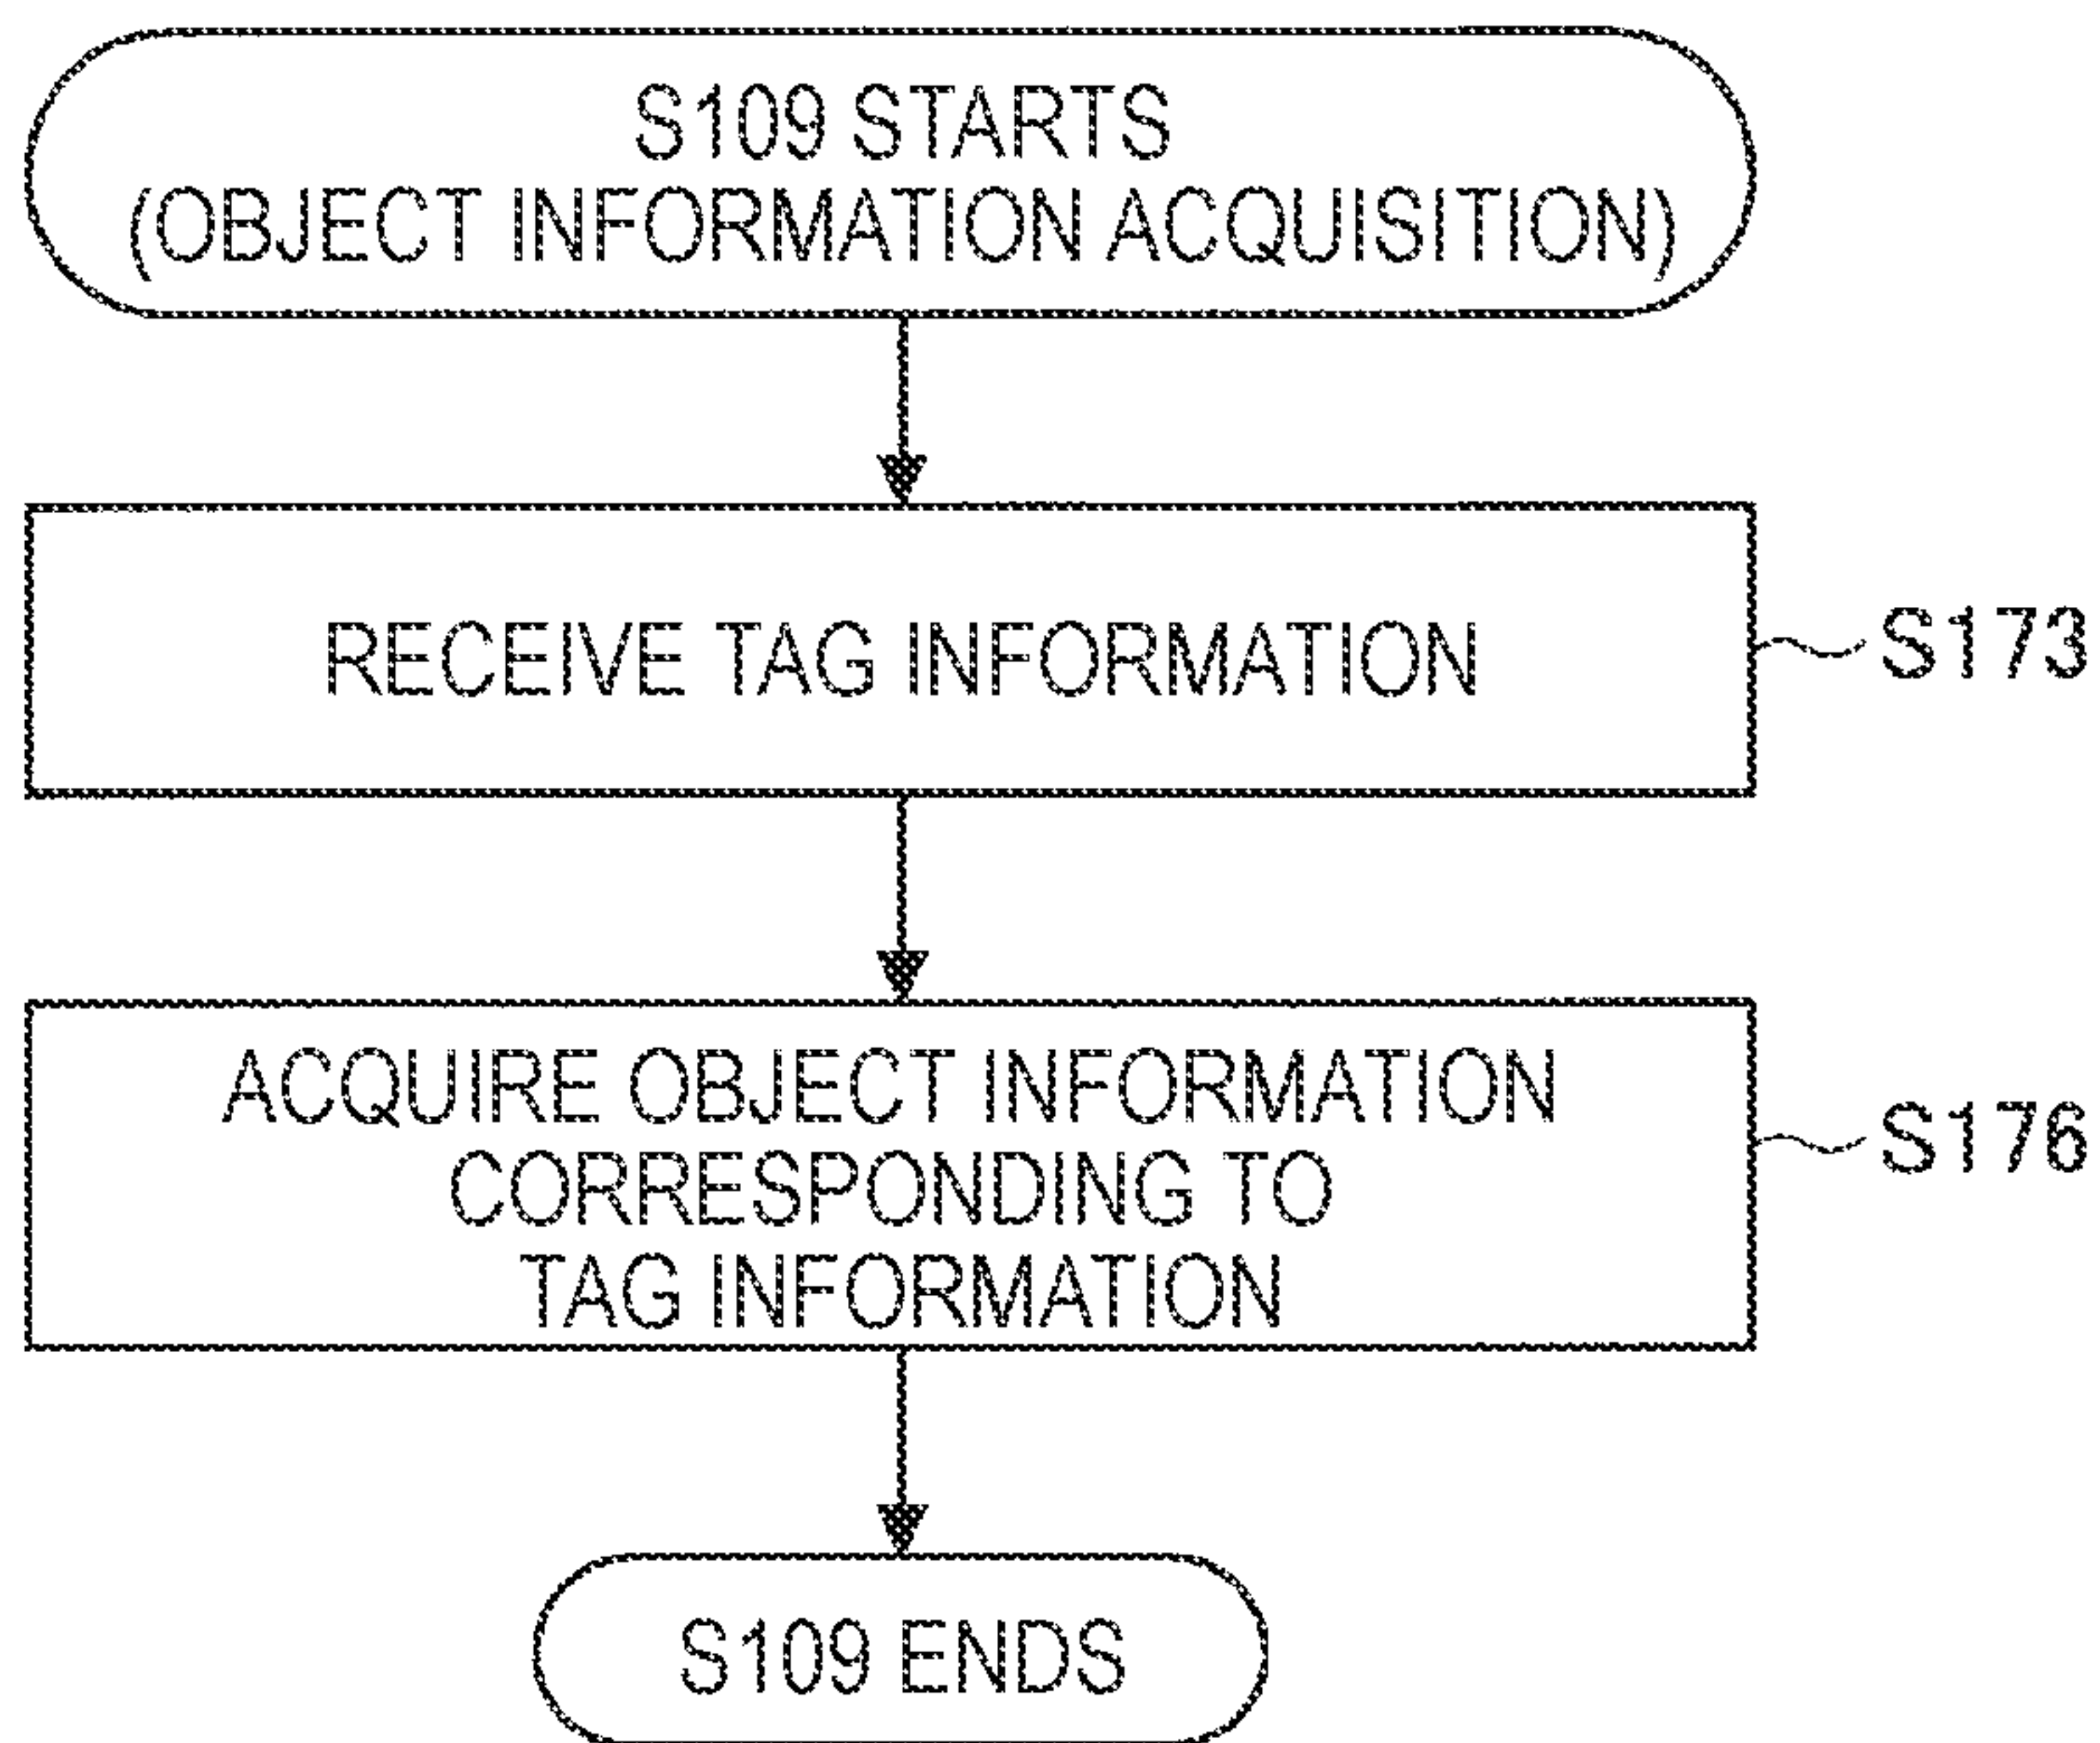 S109 STARTS
(OBJECT INFORMATION ACQUISITION)
RECEIVE TAG INFORMATION
S173
ACQUIRE OBJECT INFORMATION
CORRESPONDING TO
TAG INFORMATION
S176
S109 ENDS